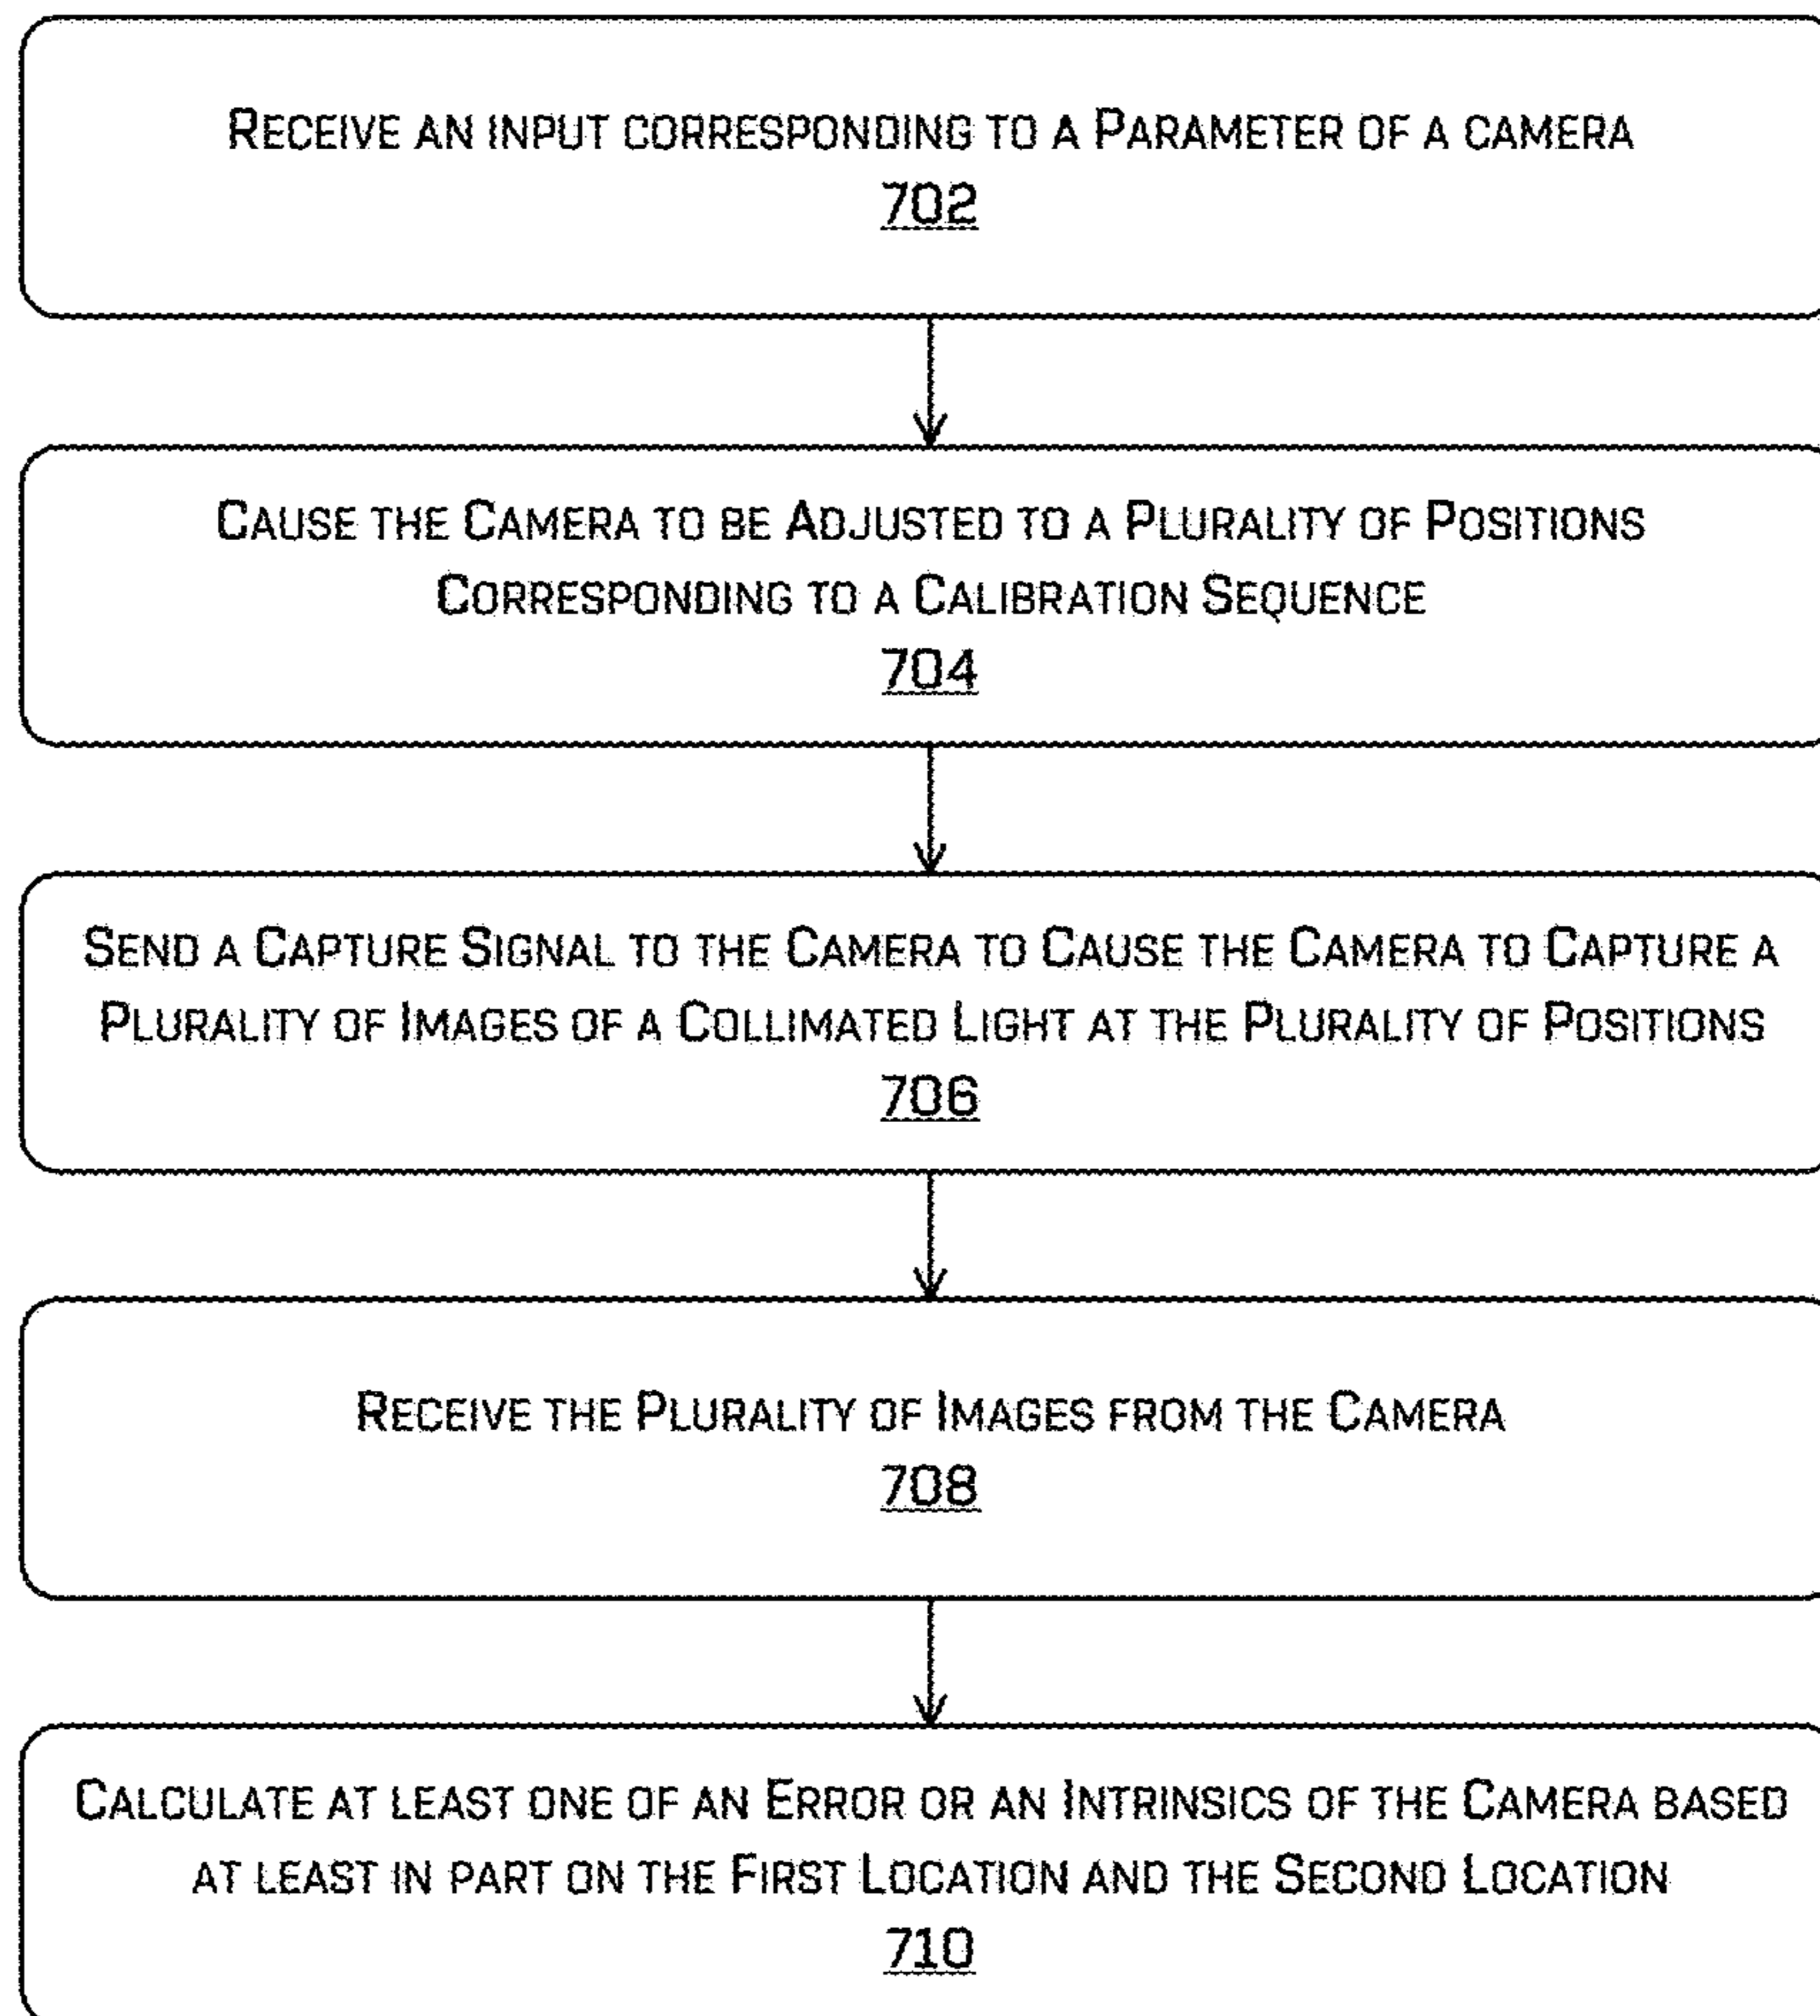 RECEIVE AN INPUT CORRESPONDING TO A PARAMETER OF A CAMERA
702
CAUSE THE CAMERA TO BE ADJUSTED TO A PLURALITY OF POSITIONS
CORRESPONDING TO A CALIBRATION SEQUENCE
704
SEND A CAPTURE SIGNAL TO THE CAMERA TO CAUSE THE CAMERA TO CAPTURE A
PLURALITY OF IMAGES OF A COLLIMATED LIGHT AT THE PLURALITY OF POSITIONS
706
RECEIVE THE PLURALITY OF IMAGES FROM THE CAMERA
708
CALCULATE AT LEAST ONE OF AN ERROR OR AN INTRINSICS OF THE CAMERA BASED
AT LEAST IN PART ON THE FIRST LOCATION AND THE SECOND LOCATION
710